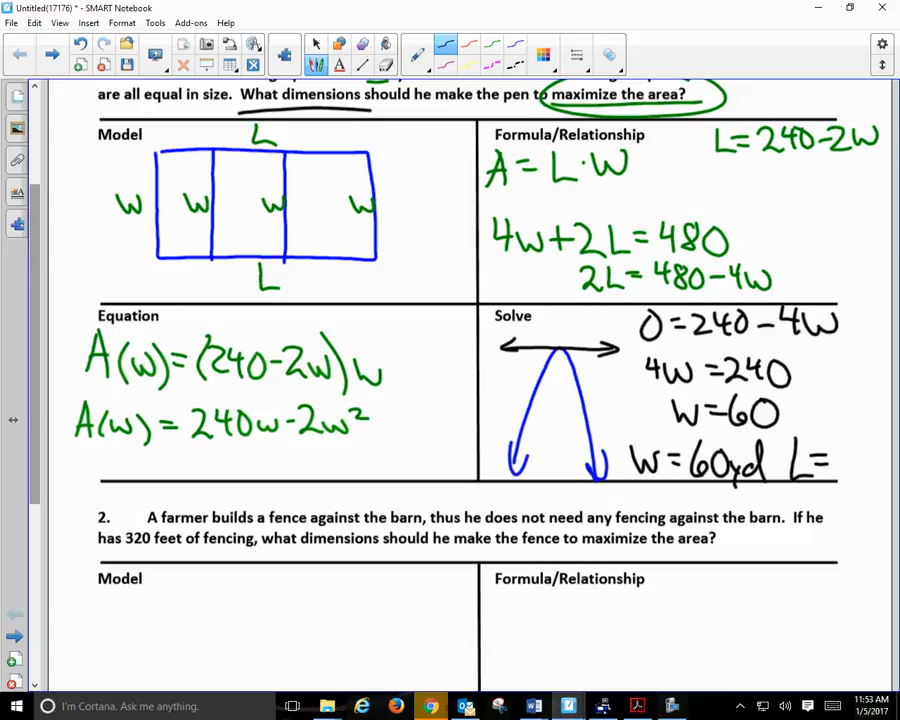 Untitled(17176) * - SMART Notebook
File Edit View Insert Format Tools Add-ons Help
are all equal in size. What dimensions should he make the pen to maximize the area?
Model
L
W W W W
L
Formula/Relationship
L=240-2W
A=L·W
4W+2L=480
2L=480-4W
Equation
A(W)=(240-2W)W
A(W)=240W-2W²
Solve
0=240-4W
4W=240
W=60
W=60yd L=
2. A farmer builds a fence against the barn, thus he does not need any fencing against the barn. If he
has 320 feet of fencing, what dimensions should he make the fence to maximize the area?
Model
Formula/Relationship
I'm Cortana. Ask me anything.
11:53 AM
1/5/2017